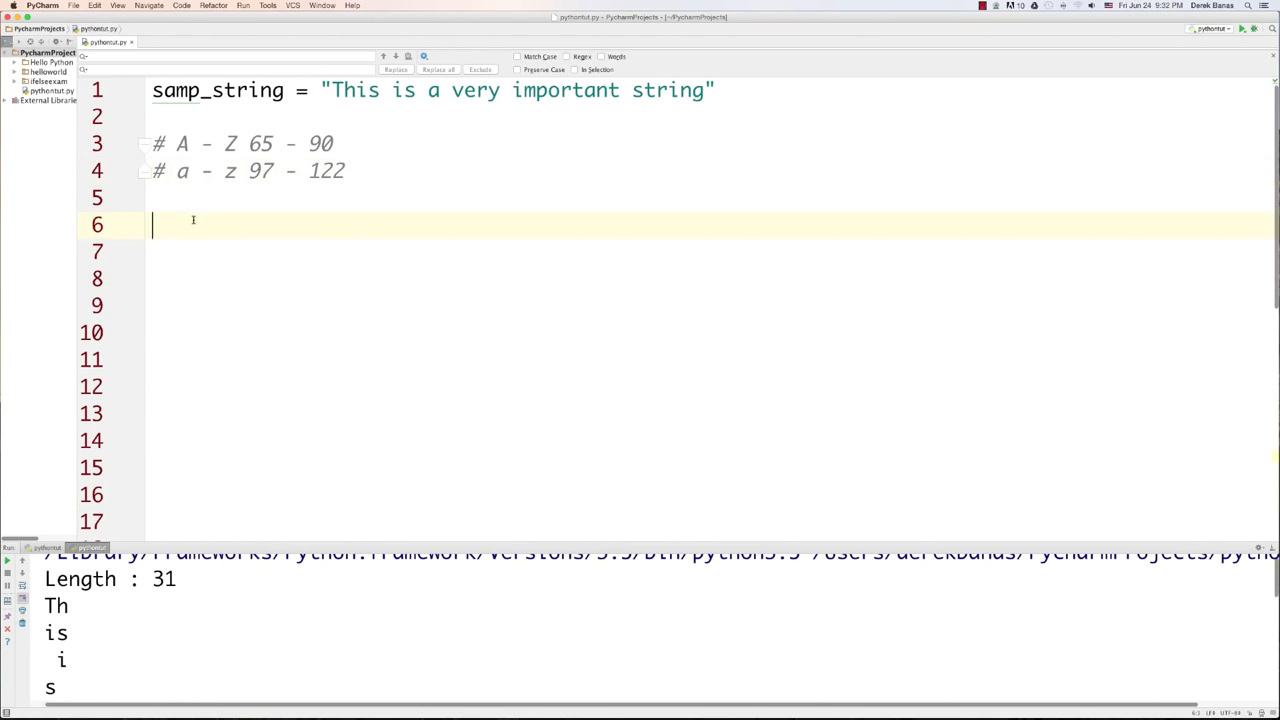 PyCharm File Edit View Navigate Code Refactor Run Tools VCS Window Help Fri Jun 24 9:32 PM Derek Banas
pythontut.py - PycharmProjects - [~/PycharmProjects]
PycharmProjects pythontut.py pythontut
pythontut.py
PycharmProject
Hello Python
helloworld
ifelseexam
pythontut.py
External Librarie
Match Case Regex Words
Replace Replace all Exclude Preserve Case In Selection
1 samp_string = "This is a very important string"
2
3 # A - Z 65 - 90
4 # a - z 97 - 122
5
6
7
8
9
10
11
12
13
14
15
16
17
Run: pythontut pythontut
/Library/Frameworks/Python.framework/Versions/3.5/bin/python3.5 /Users/derekbanas/PycharmProjects/pytho
Length : 31
Th
is
i
s
6:1 UTF-8